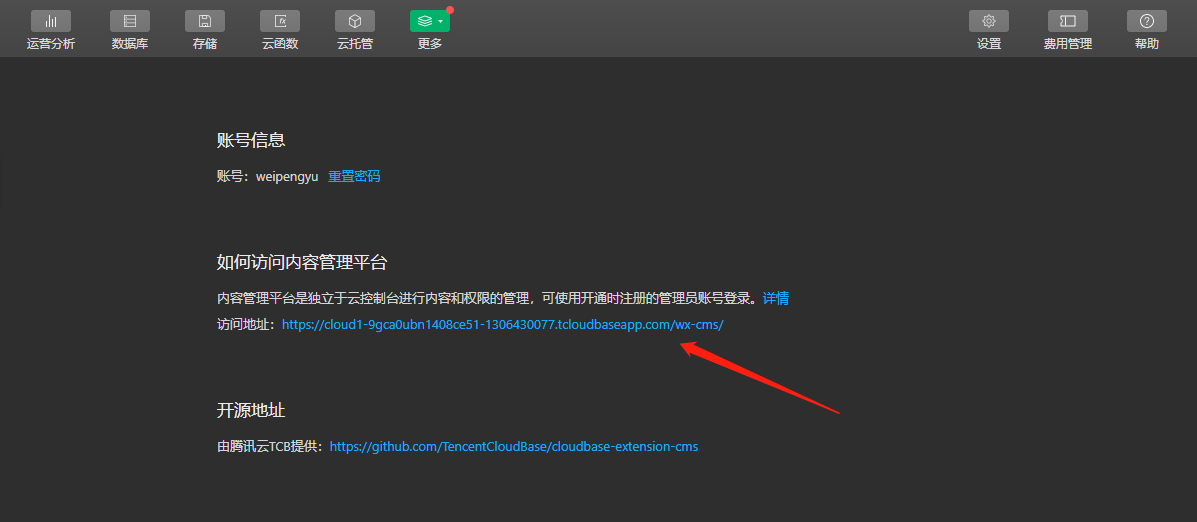 运营分析 数据库 存储 云函数 云托管 更多 设置 费用管理 帮助
账号信息
账号：weipengyu 重置密码
如何访问内容管理平台
内容管理平台是独立于云控制台进行内容和权限的管理，可使用开通时注册的管理员账号登录。详情
访问地址：https://cloud1-9gca0ubn1408ce51-1306430077.tcloudbaseapp.com/wx-cms/
开源地址
由腾讯云TCB提供：https://github.com/TencentCloudBase/cloudbase-extension-cms